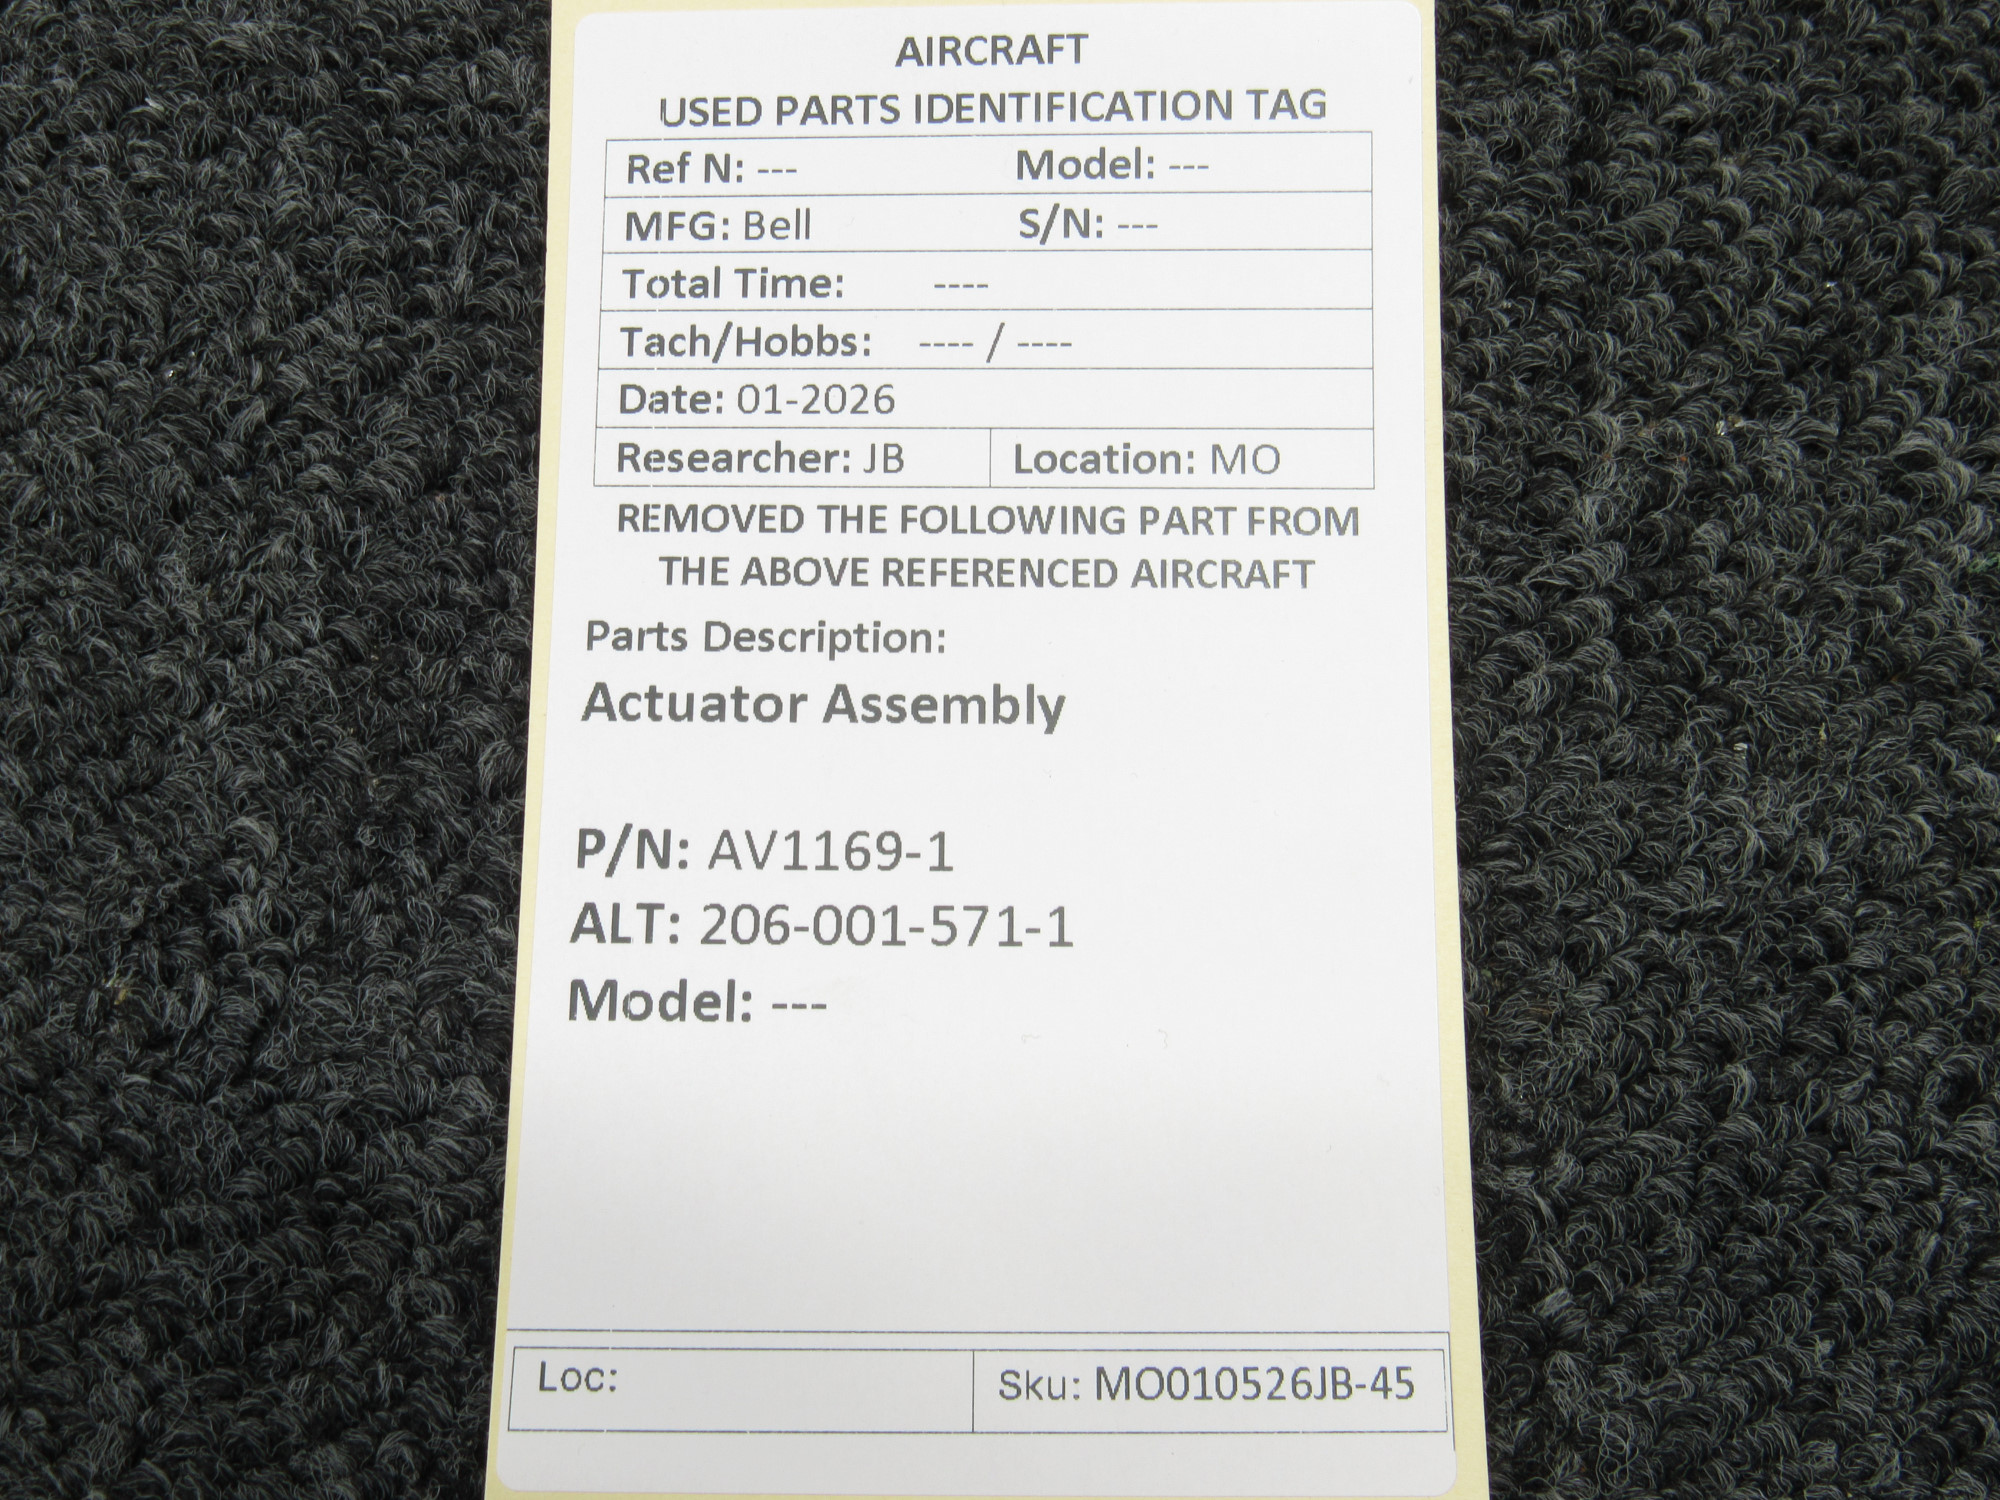 AIRCRAFT
USED PARTS IDENTIFICATION TAG
Ref N: --- Model: ---
MFG: Bell S/N: ---
Total Time: ----
Tach/Hobbs: ---- / ----
Date: 01-2026
Researcher: JB Location: MO
REMOVED THE FOLLOWING PART FROM
THE ABOVE REFERENCED AIRCRAFT
Parts Description:
Actuator Assembly
P/N: AV1169-1
ALT: 206-001-571-1
Model: ---
Loc: Sku: MO010526JB-45